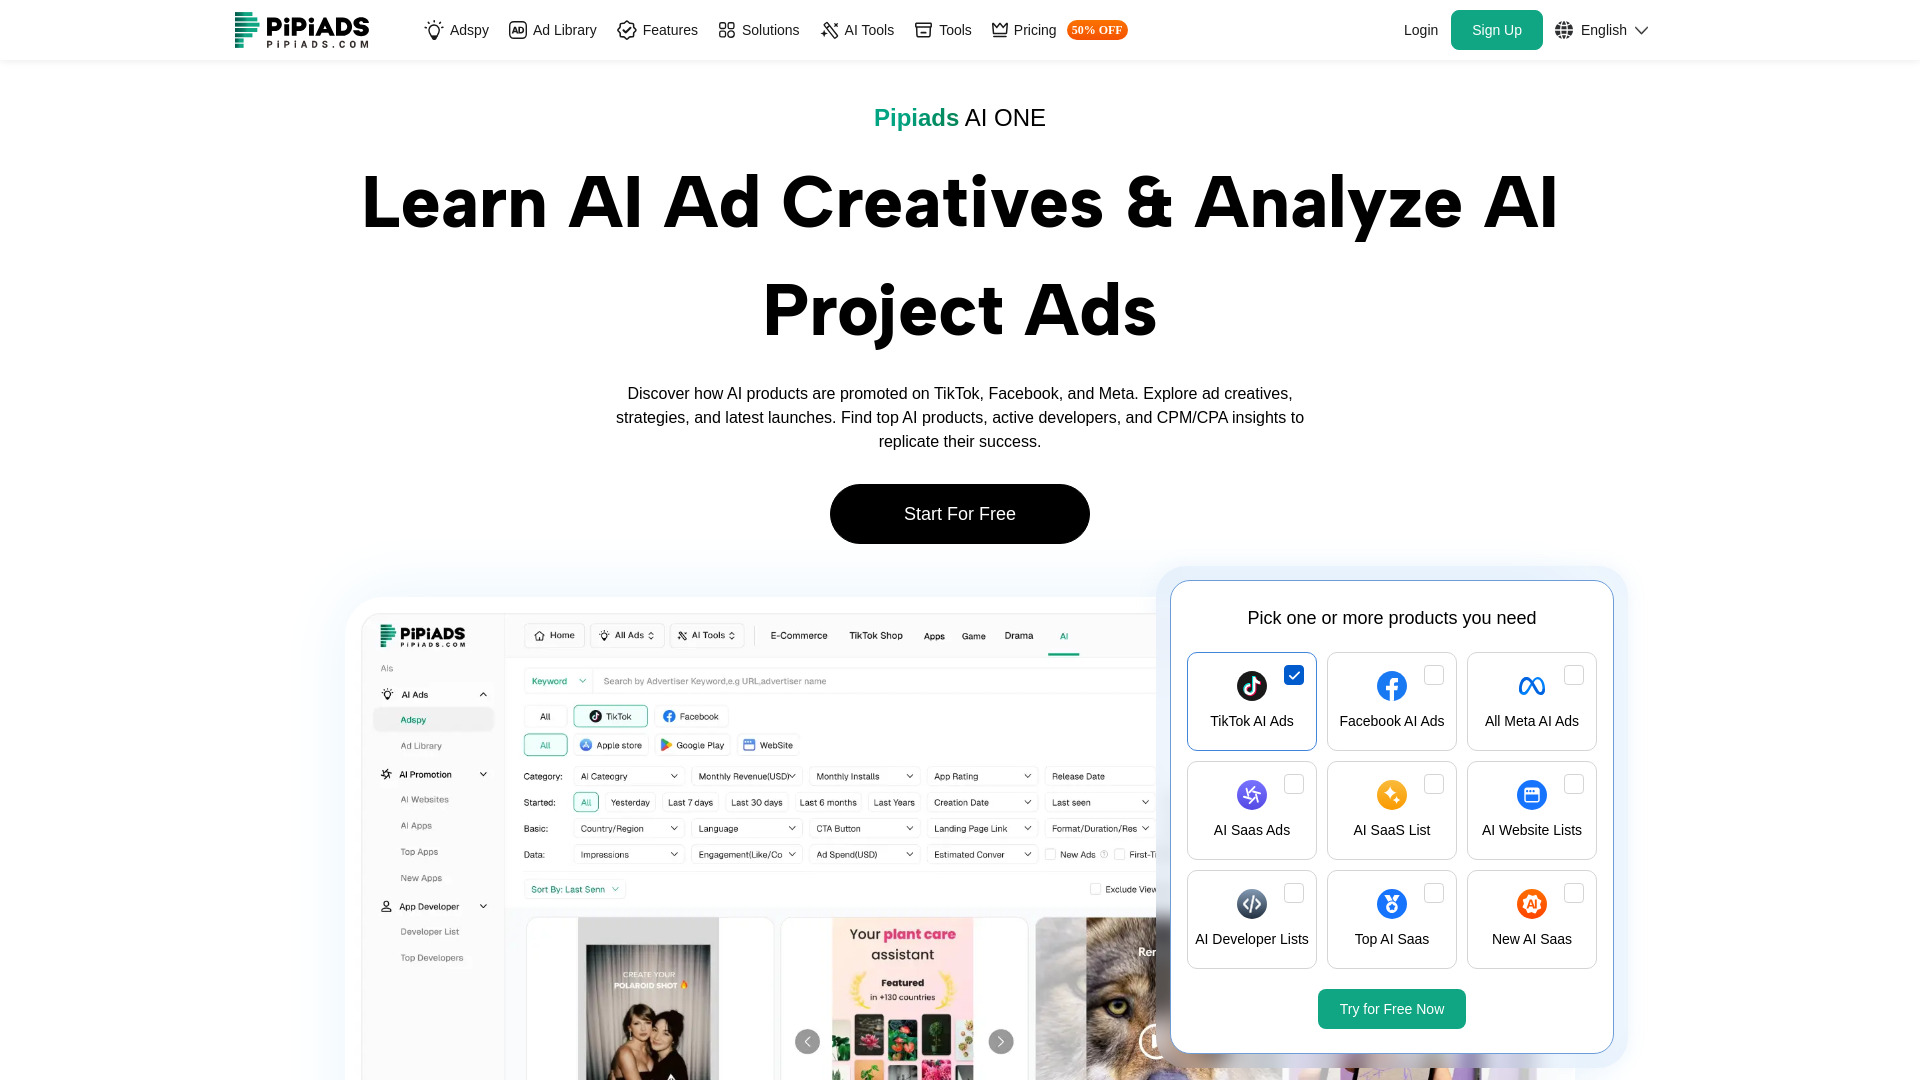 PiPiADS
PIPIADS.COM
Adspy
AD
Ad Library
Features
Solutions
AI Tools
Tools
Pricing
50% OFF
Login
Sign Up
English
Pipiads AI ONE
Learn AI Ad Creatives & Analyze AI
Project Ads
Discover how AI products are promoted on TikTok, Facebook, and Meta. Explore ad creatives,
strategies, and latest launches. Find top AI products, active developers, and CPM/CPA insights to
replicate their success.
Start For Free
PiPiADS
PIPIADS.COM
Home
All Ads
AI Tools
E-Commerce
TikTok Shop
Apps
Game
Drama
AI
AIs
AI Ads
Adspy
Ad Library
AI Promotion
AI Websites
AI Apps
Top Apps
New Apps
App Developer
Developer List
Top Developers
Keyword
Search by Advertiser Keyword,e.g URL,advertiser name
All
TikTok
Facebook
All
Apple store
Google Play
WebSite
Category:
AI Cateogry
Monthly Revenue(USD)
Monthly Installs
App Rating
Release Date
Started:
All
Yesterday
Last 7 days
Last 30 days
Last 6 months
Last Years
Creation Date
Last seen
Basic:
Country/Region
Language
CTA Button
Landing Page Link
Format/Duration/Res
Data:
Impressions
Engagement(Like/Co
Ad Spend(USD)
Estimated Conver
New Ads
First-Ti
Sort By: Last Senn
Exclude View
CREATE YOUR
POLAROID SHOT
Your plant care
assistant
Featured
in +130 countries
Rer
Pick one or more products you need
TikTok AI Ads
Facebook AI Ads
All Meta AI Ads
AI Saas Ads
AI SaaS List
AI Website Lists
AI Developer Lists
Top AI Saas
AI
New AI Saas
Try for Free Now